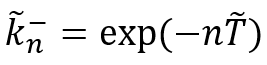 k̃ₙ⁻ = exp(−nT̃)